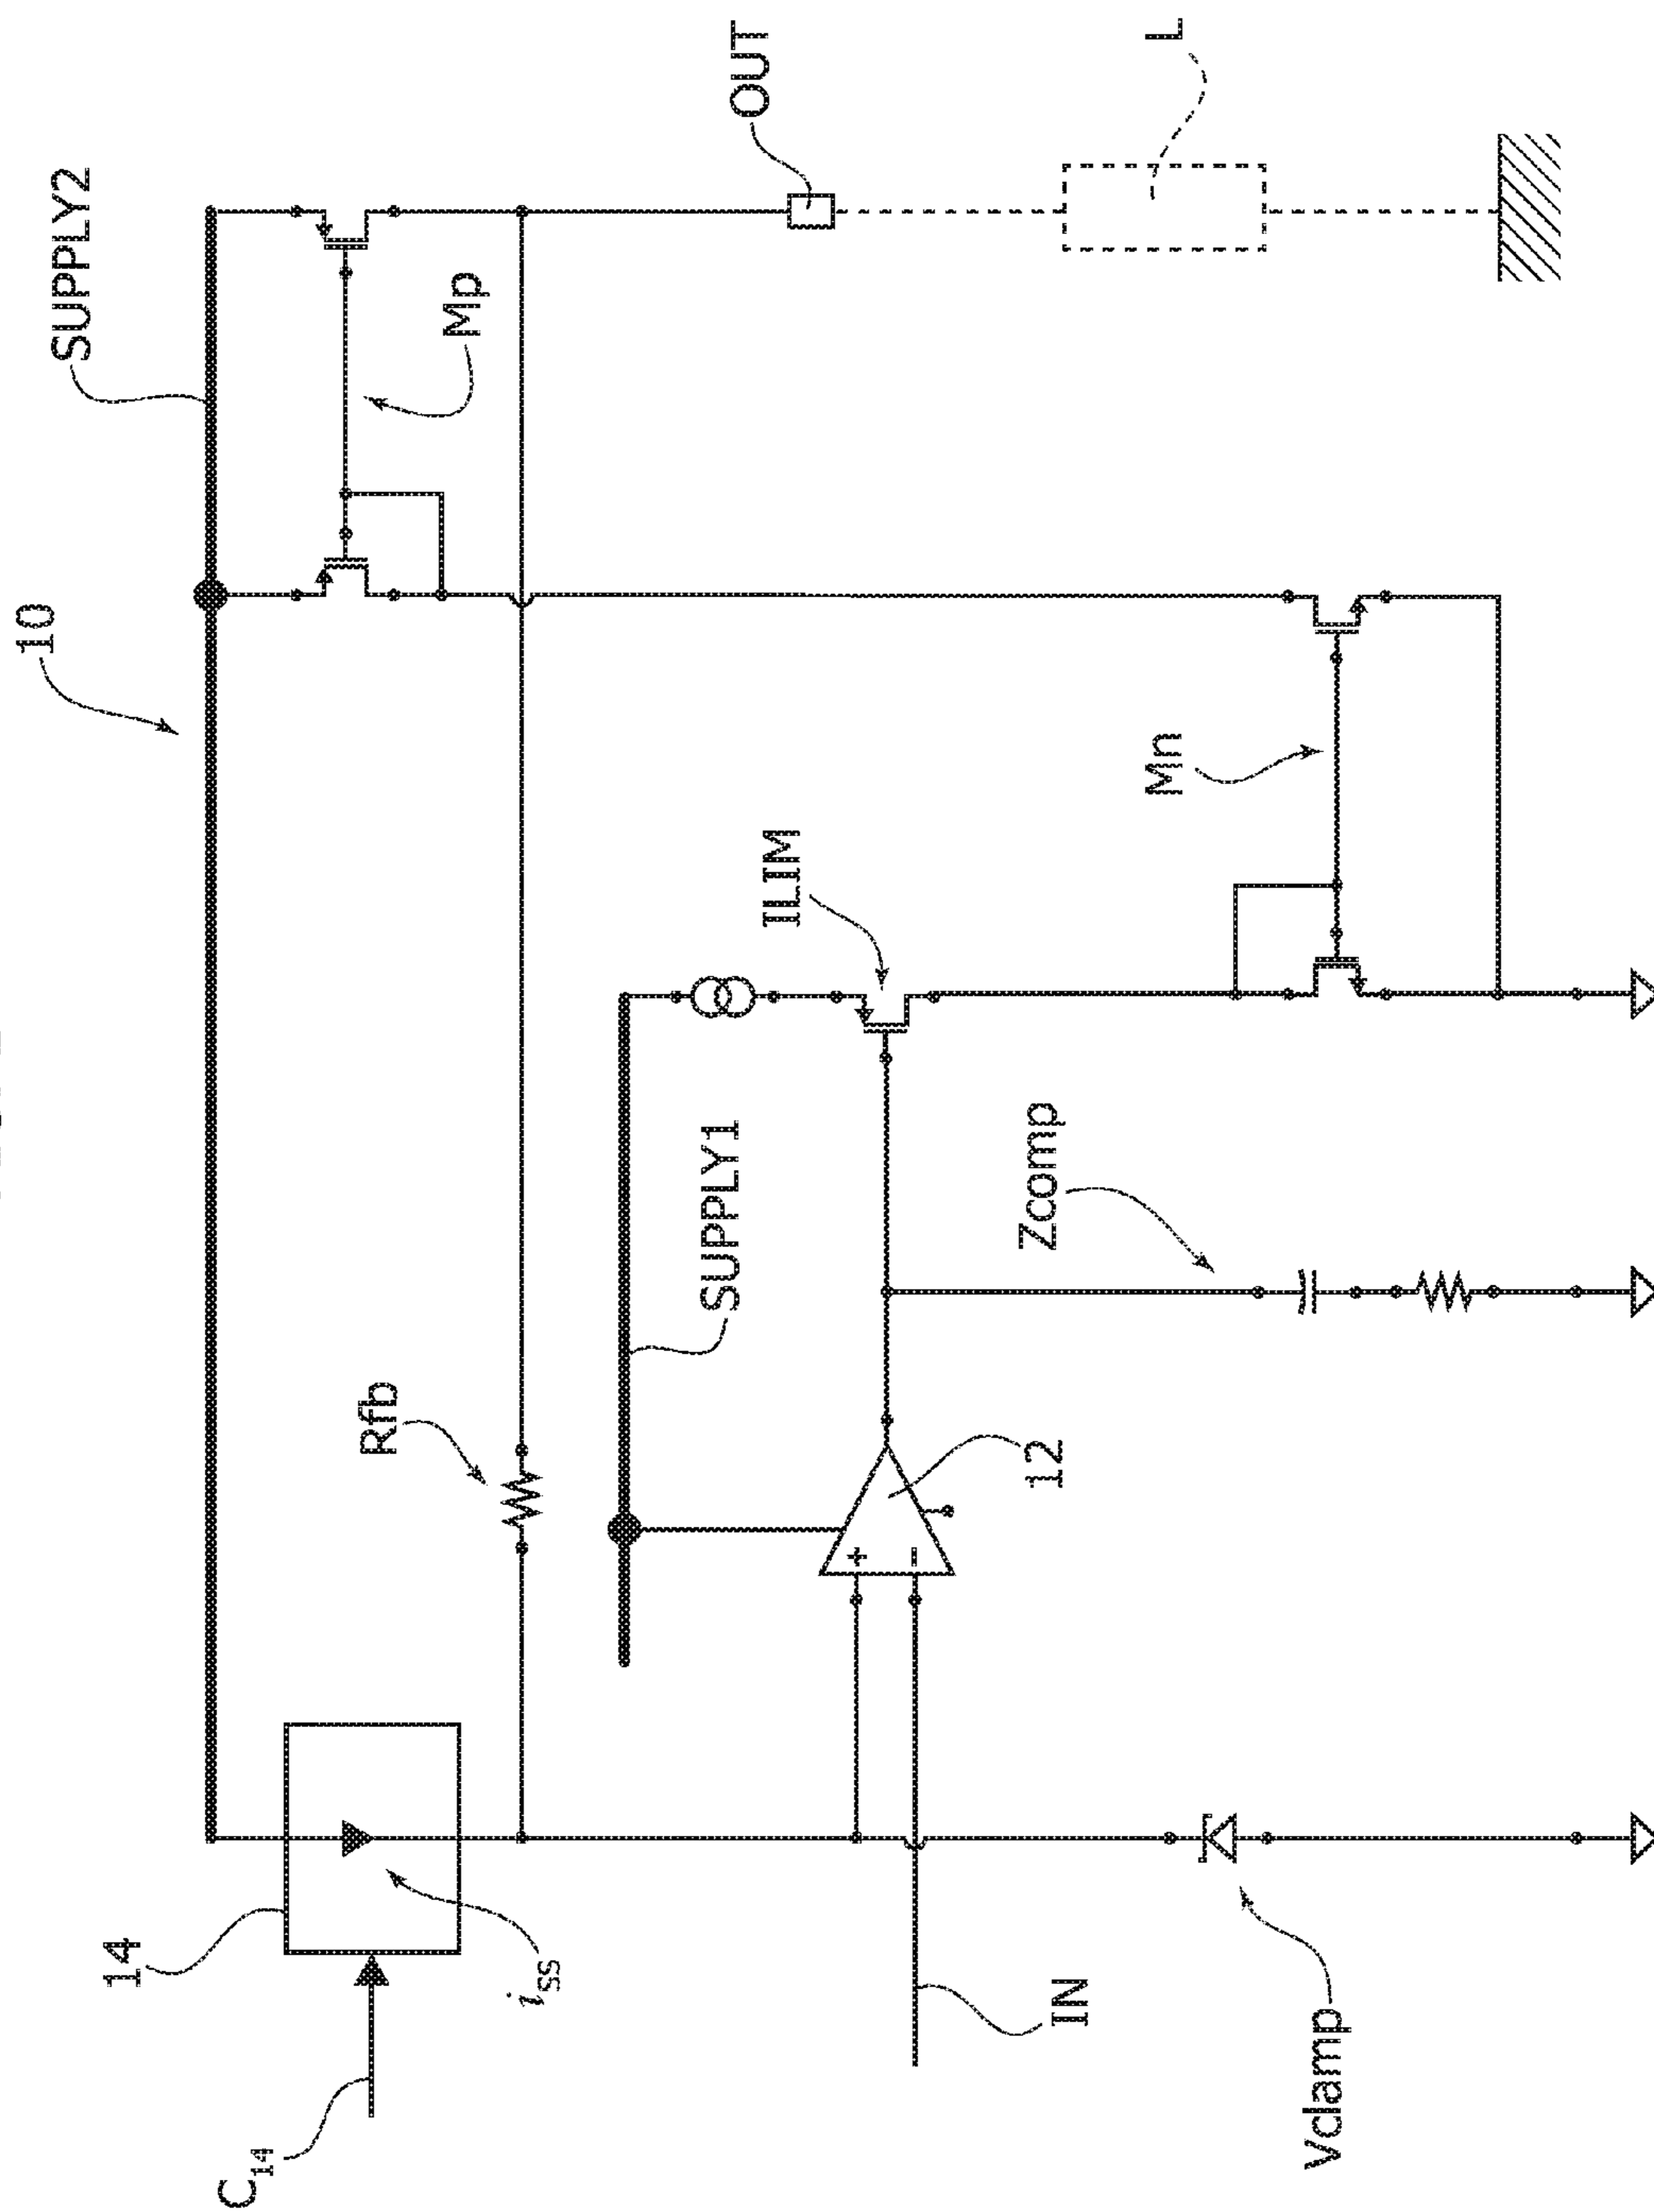 SUPPLY2
10
Mp
OUT
L
ILIM
Mn
SUPPLY1
Rfb
Zcomp
12
+
−
14
iss
C14
IN
Vclamp